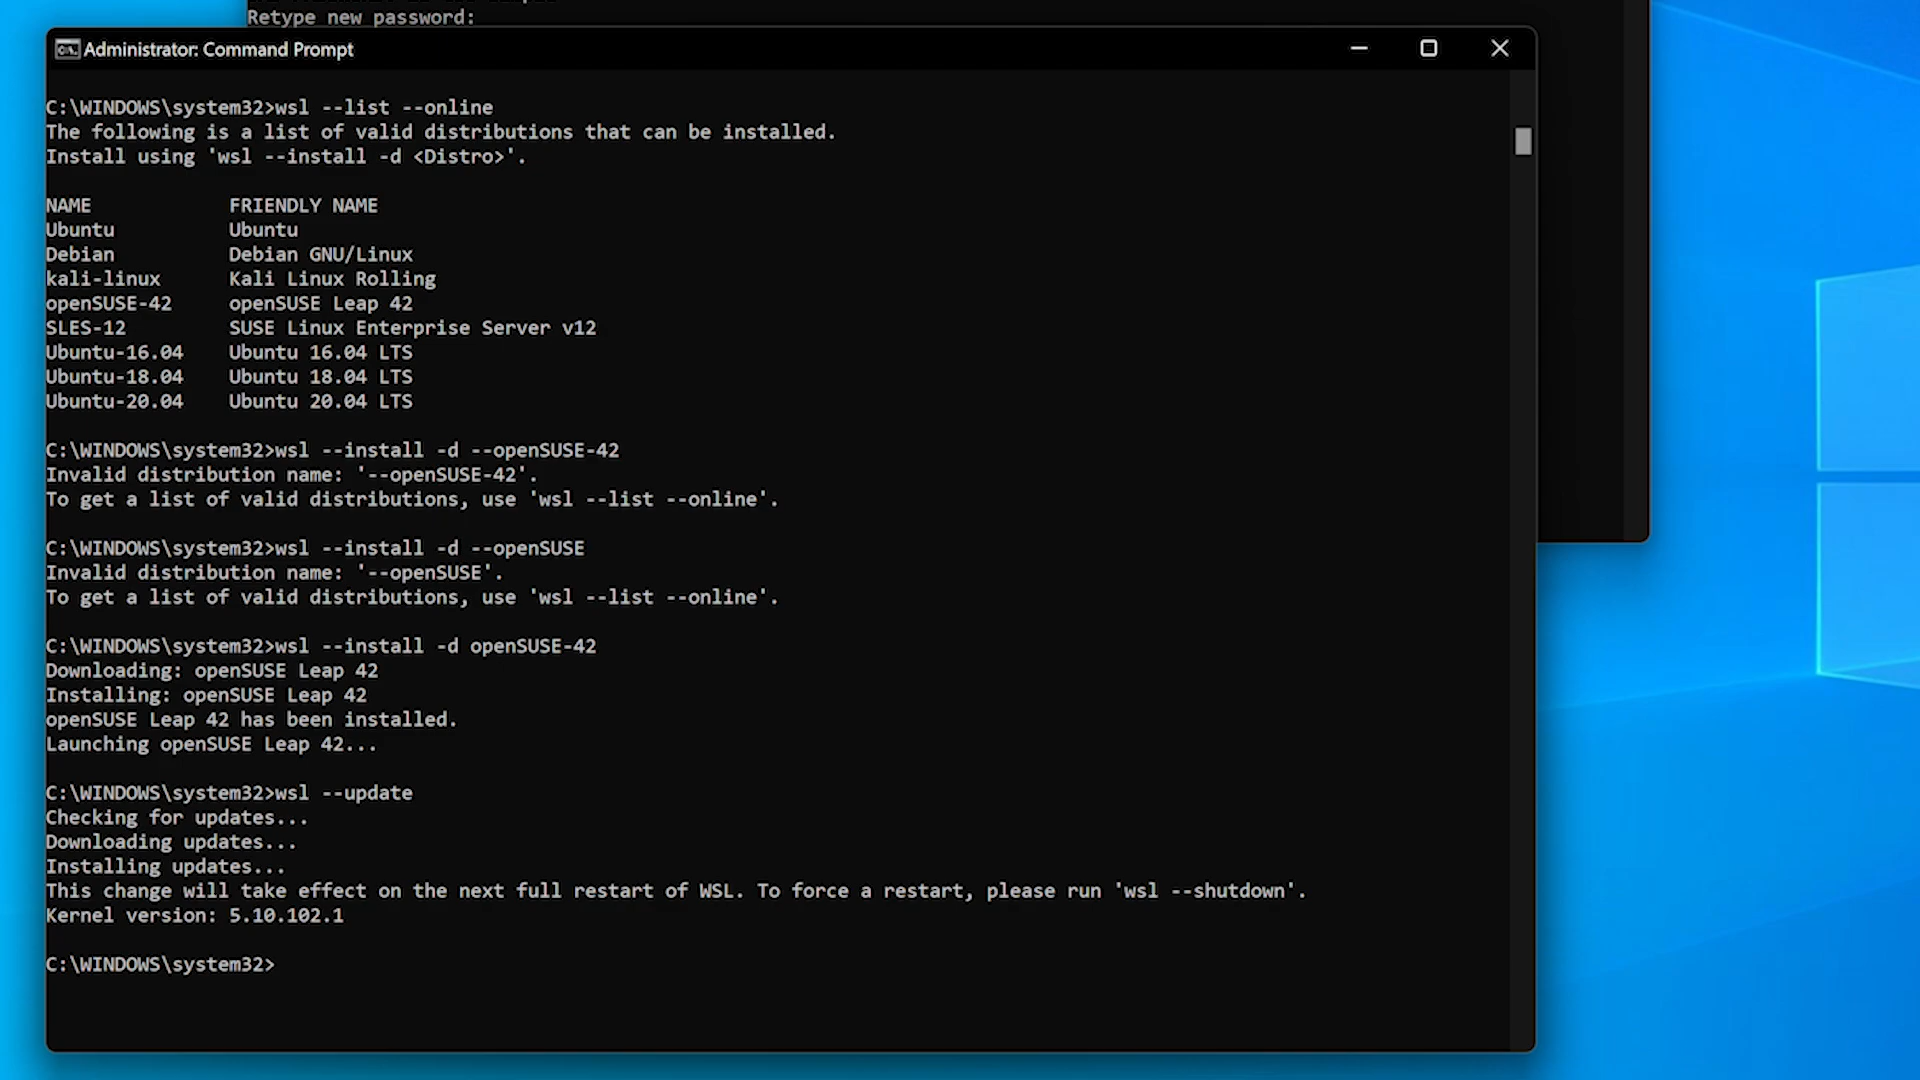 Retype new password:
Administrator: Command Prompt
C:\WINDOWS\system32>wsl --list --online
The following is a list of valid distributions that can be installed.
Install using 'wsl --install -d <Distro>'.
NAME FRIENDLY NAME
Ubuntu Ubuntu
Debian Debian GNU/Linux
kali-linux Kali Linux Rolling
openSUSE-42 openSUSE Leap 42
SLES-12 SUSE Linux Enterprise Server v12
Ubuntu-16.04 Ubuntu 16.04 LTS
Ubuntu-18.04 Ubuntu 18.04 LTS
Ubuntu-20.04 Ubuntu 20.04 LTS
C:\WINDOWS\system32>wsl --install -d --openSUSE-42
Invalid distribution name: '--openSUSE-42'.
To get a list of valid distributions, use 'wsl --list --online'.
C:\WINDOWS\system32>wsl --install -d --openSUSE
Invalid distribution name: '--openSUSE'.
To get a list of valid distributions, use 'wsl --list --online'.
C:\WINDOWS\system32>wsl --install -d openSUSE-42
Downloading: openSUSE Leap 42
Installing: openSUSE Leap 42
openSUSE Leap 42 has been installed.
Launching openSUSE Leap 42...
C:\WINDOWS\system32>wsl --update
Checking for updates...
Downloading updates...
Installing updates...
This change will take effect on the next full restart of WSL. To force a restart, please run 'wsl --shutdown'.
Kernel version: 5.10.102.1
C:\WINDOWS\system32>